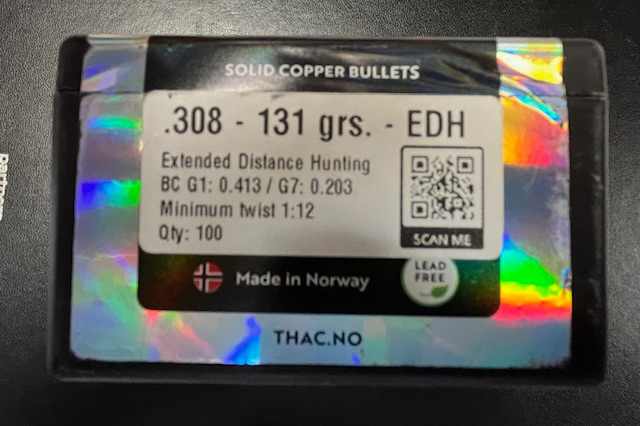 SOLID COPPER BULLETS
.308 - 131 grs. - EDH
Extended Distance Hunting
BC G1: 0.413 / G7: 0.203
Minimum twist 1:12
Qty: 100
SCAN ME
Made in Norway
LEAD
FREE
THAC.NO